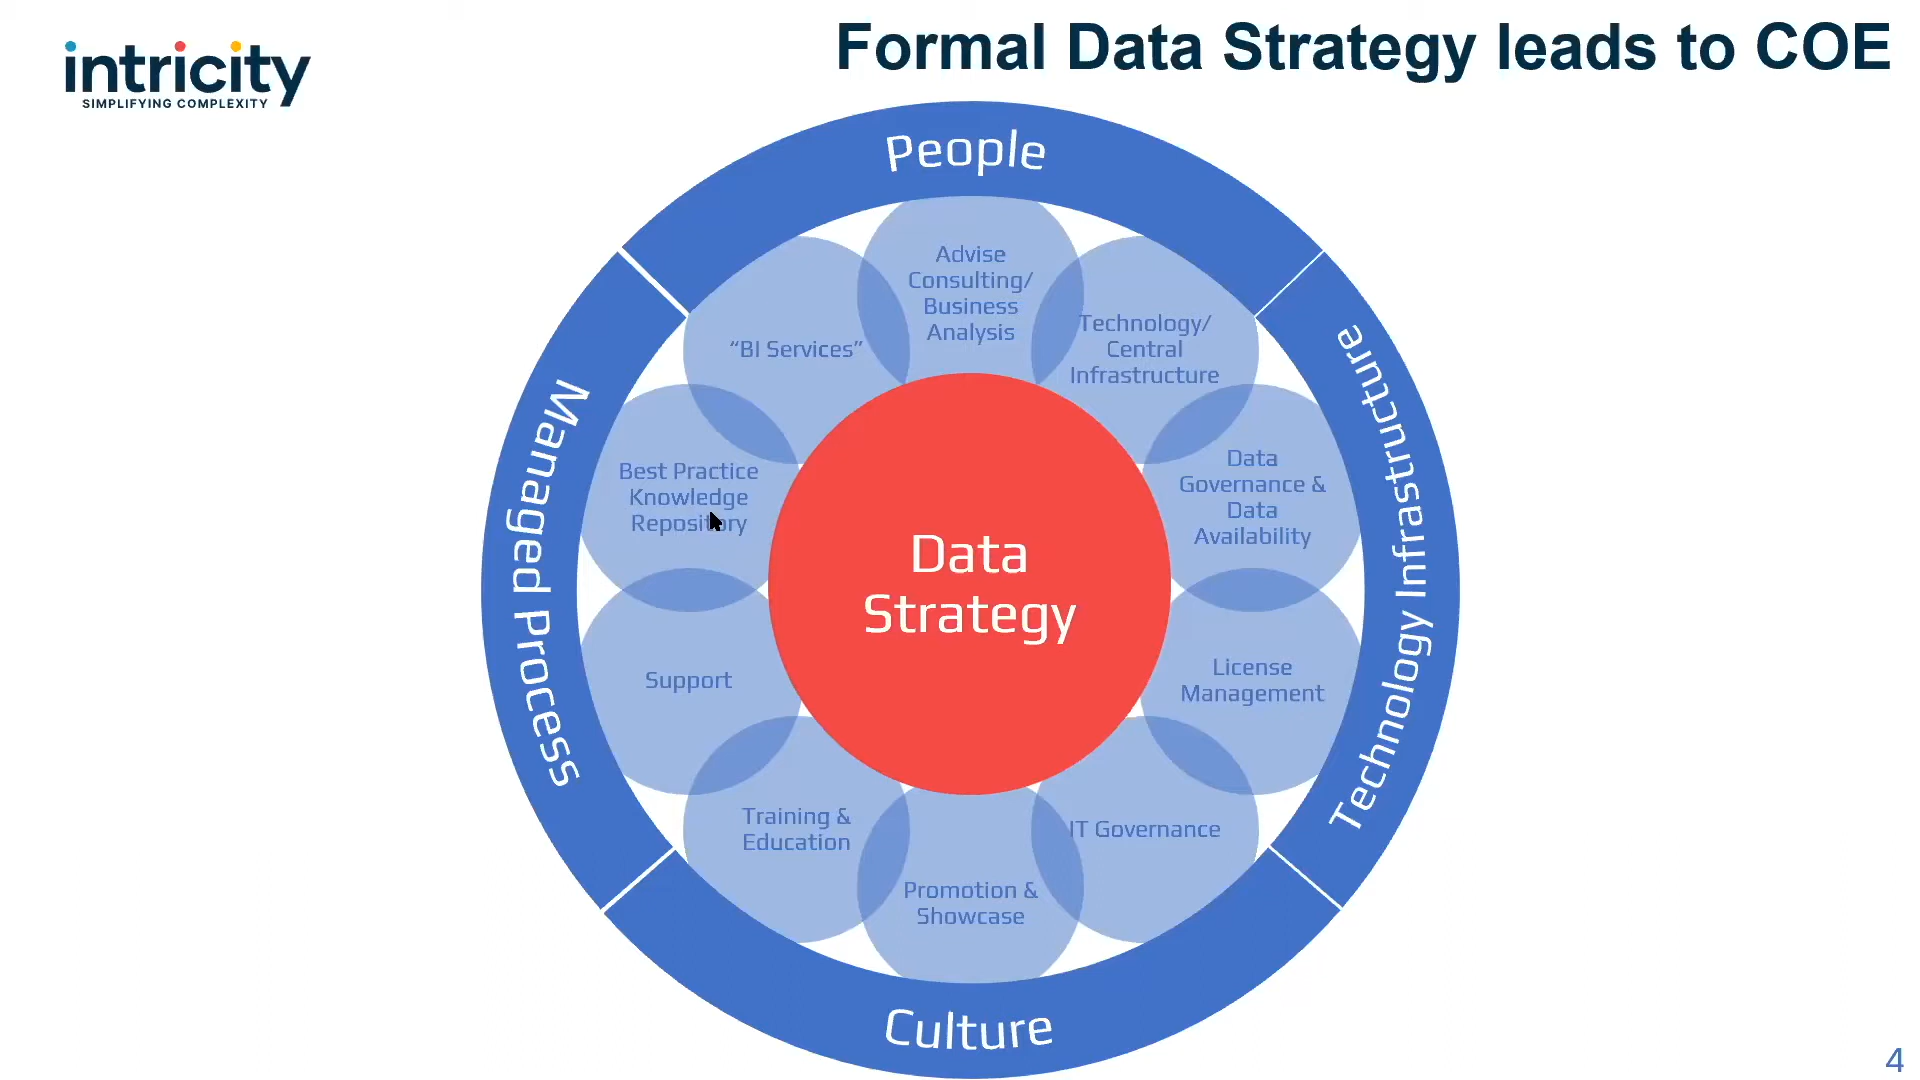 intricity
SIMPLIFYING COMPLEXITY
Formal Data Strategy leads to COE
People
Advise
Consulting/
Business
Analysis
Technology/
Central
Infrastructure
Data
Governance &
Data
Availability
License
Management
IT Governance
Promotion &
Showcase
Training &
Education
Support
Best Practice
Knowledge
Repository
“BI Services”
Data
Strategy
Technology Infrastructure
Culture
Managed Process
4